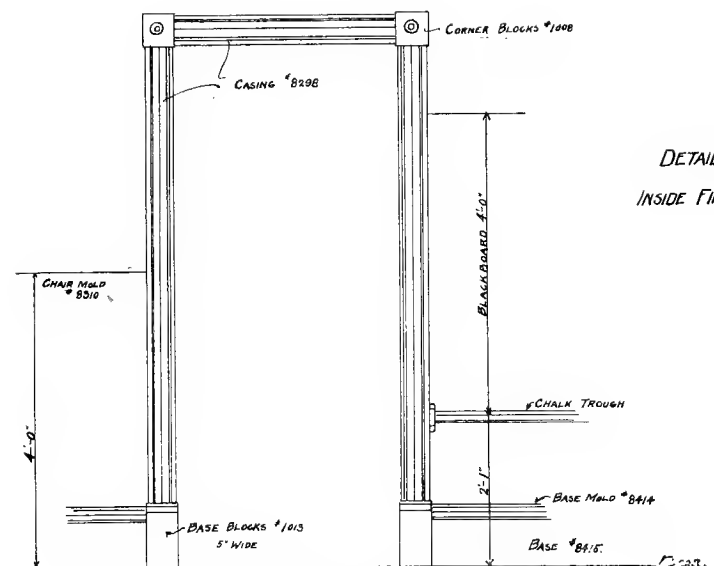 CORNER BLOCKS #1008
CASING #8298
DETAIL
INSIDE
BLACKBOARD 4'-0"
CHAIR MOLD
#8310
CHALK TROUGH
4'-0"
2'-1"
BASE MOLD #8414
BASE BLOCKS #1013
5" WIDE
BASE #8415.
FLOOR.